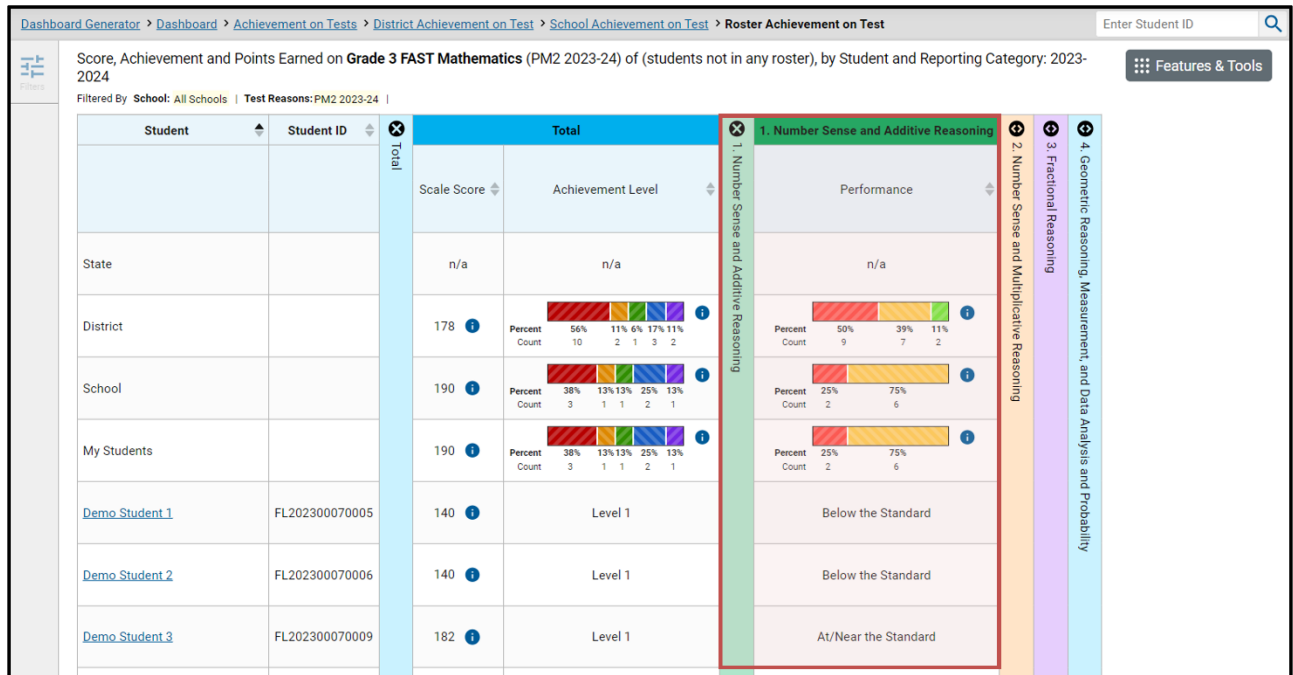 Dashboard Generator > Dashboard > Achievement on Tests > District Achievement on Test > School Achievement on Test > Roster Achievement on Test
Enter Student ID
Filters
Score, Achievement and Points Earned on Grade 3 FAST Mathematics (PM2 2023-24) of (students not in any roster), by Student and Reporting Category: 2023-
2024
Features & Tools
Filtered By School: All Schools | Test Reasons: PM2 2023-24 |
Student Student ID Total Total 1. Number Sense and Additive Reasoning 1. Number Sense and Additive Reasoning 2. Number Sense and Multiplicative Reasoning 3. Fractional Reasoning 4. Geometric Reasoning, Measurement, and Data Analysis and Probability
Scale Score Achievement Level Performance
State n/a n/a n/a
District 178
Percent 56% 11% 6% 17% 11% Percent 50% 39% 11%
Count 10 2 1 3 2 Count 9 7 2
School 190
Percent 38% 13% 13% 25% 13% Percent 25% 75%
Count 3 1 1 2 1 Count 2 6
My Students 190
Percent 38% 13% 13% 25% 13% Percent 25% 75%
Count 3 1 1 2 1 Count 2 6
Demo Student 1 FL202300070005 140 Level 1 Below the Standard
Demo Student 2 FL202300070006 140 Level 1 Below the Standard
Demo Student 3 FL202300070009 182 Level 1 At/Near the Standard